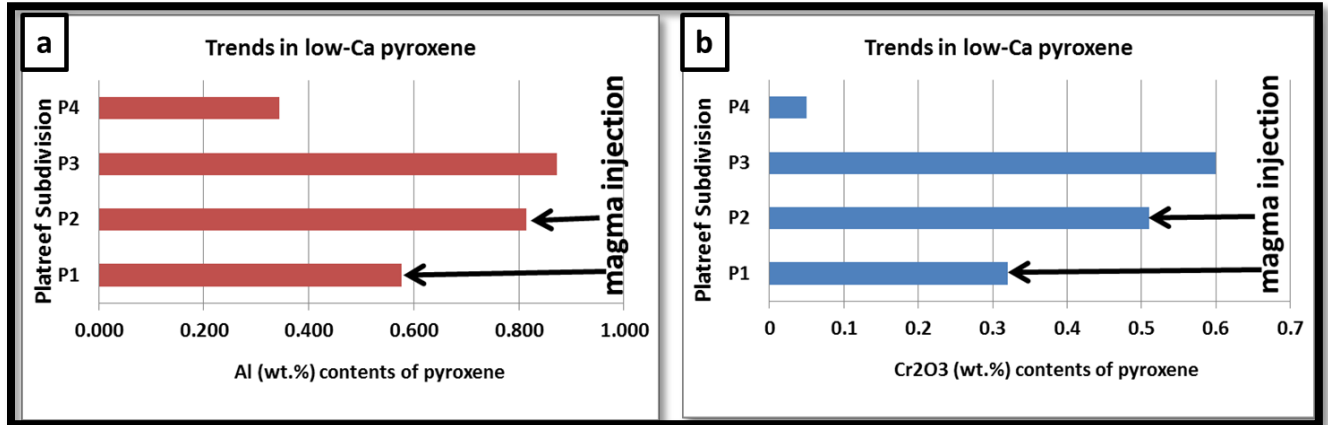 a
Trends in low-Ca pyroxene
Platreef Subdivision
P4
P3
P2
P1
magma injection
0.000 0.200 0.400 0.600 0.800 1.000
Al (wt.%) contents of pyroxene
b
Trends in low-Ca pyroxene
Platreef Subdivision
P4
P3
P2
P1
magma injection
0 0.1 0.2 0.3 0.4 0.5 0.6 0.7
Cr2O3 (wt.%) contents of pyroxene